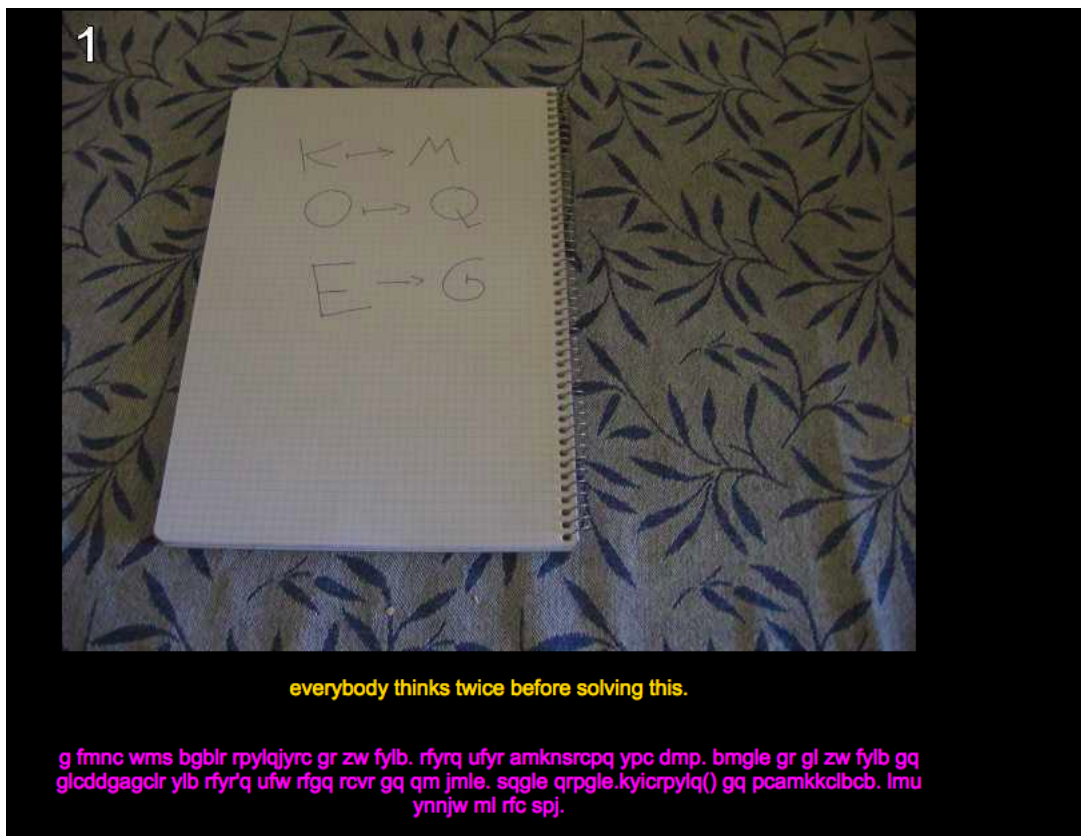 1
K → M
O → Q
E → G
everybody thinks twice before solving this.
g fmnc wms bgblr rpylqjyrc gr zw fylb. rfyrq ufyr amknsrcpq ypc dmp. bmgle gr gl zw fylb gq
glcddgagclr ylb rfyr'q ufw rfgq rcvr gq qm jmle. sqgle qrpgle.kyicrpylq() gq pcamkkclbcb. lmu
ynnjw ml rfc spj.